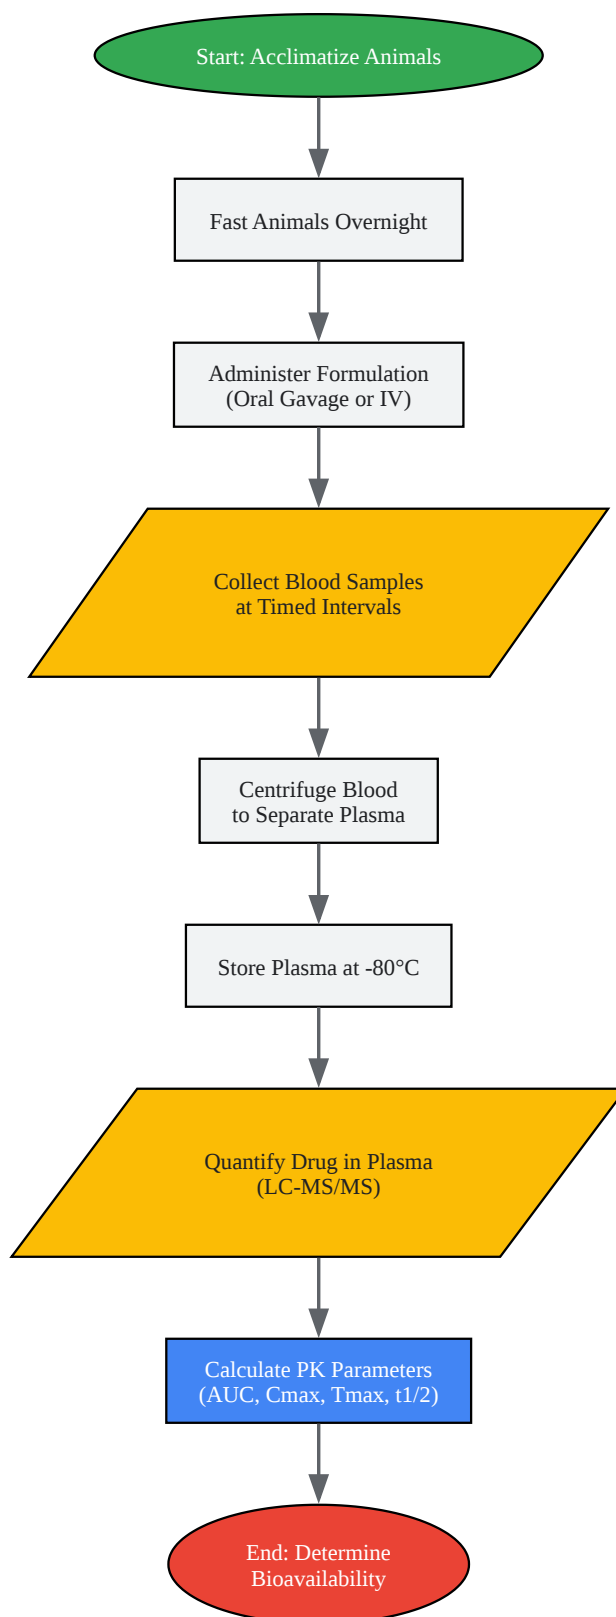 Start: Acclimatize Animals
Fast Animals Overnight
Administer Formulation
(Oral Gavage or IV)
Collect Blood Samples
at Timed Intervals
Centrifuge Blood
to Separate Plasma
Store Plasma at -80°C
Quantify Drug in Plasma
(LC-MS/MS)
Calculate PK Parameters
(AUC, Cmax, Tmax, t1/2)
End: Determine
Bioavailability